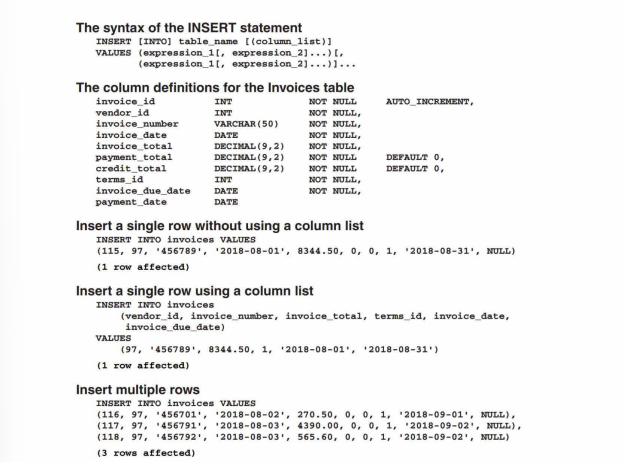 The syntax of the INSERT statement
INSERT [INTO] table_name [(column_list)]
VALUES (expression_1[, expression_2]...)[,
(expression_1[, expression_2]...)]...
The column definitions for the Invoices table
invoice_id INT NOT NULL AUTO_INCREMENT,
vendor_id INT NOT NULL,
invoice_number VARCHAR(50) NOT NULL,
invoice_date DATE NOT NULL,
invoice_total DECIMAL(9,2) NOT NULL,
payment_total DECIMAL(9,2) NOT NULL DEFAULT 0,
credit_total DECIMAL(9,2) NOT NULL DEFAULT 0,
terms_id INT NOT NULL,
invoice_due_date DATE NOT NULL,
payment_date DATE
Insert a single row without using a column list
INSERT INTO invoices VALUES
(115, 97, '456789', '2018-08-01', 8344.50, 0, 0, 1, '2018-08-31', NULL)
(1 row affected)
Insert a single row using a column list
INSERT INTO invoices
(vendor_id, invoice_number, invoice_total, terms_id, invoice_date,
invoice_due_date)
VALUES
(97, '456789', 8344.50, 1, '2018-08-01', '2018-08-31')
(1 row affected)
Insert multiple rows
INSERT INTO invoices VALUES
(116, 97, '456701', '2018-08-02', 270.50, 0, 0, 1, '2018-09-01', NULL),
(117, 97, '456791', '2018-08-03', 4390.00, 0, 0, 1, '2018-09-02', NULL),
(118, 97, '456792', '2018-08-03', 565.60, 0, 0, 1, '2018-09-02', NULL)
(3 rows affected)